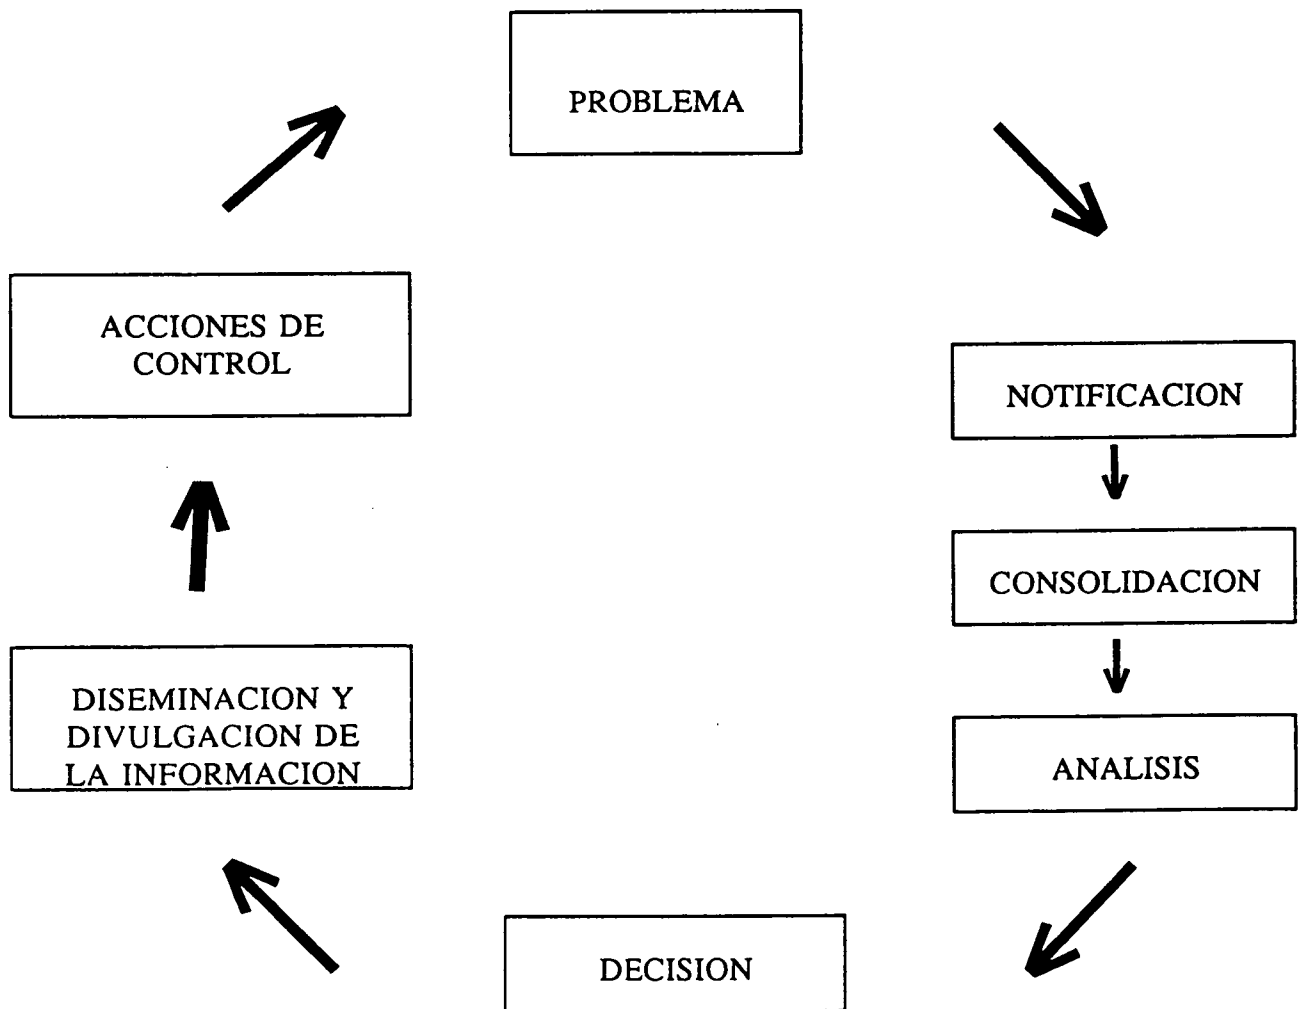 PROBLEMA
NOTIFICACION
CONSOLIDACION
ANALISIS
DECISION
DISEMINACION Y
DIVULGACION DE
LA INFORMACION
ACCIONES DE
CONTROL